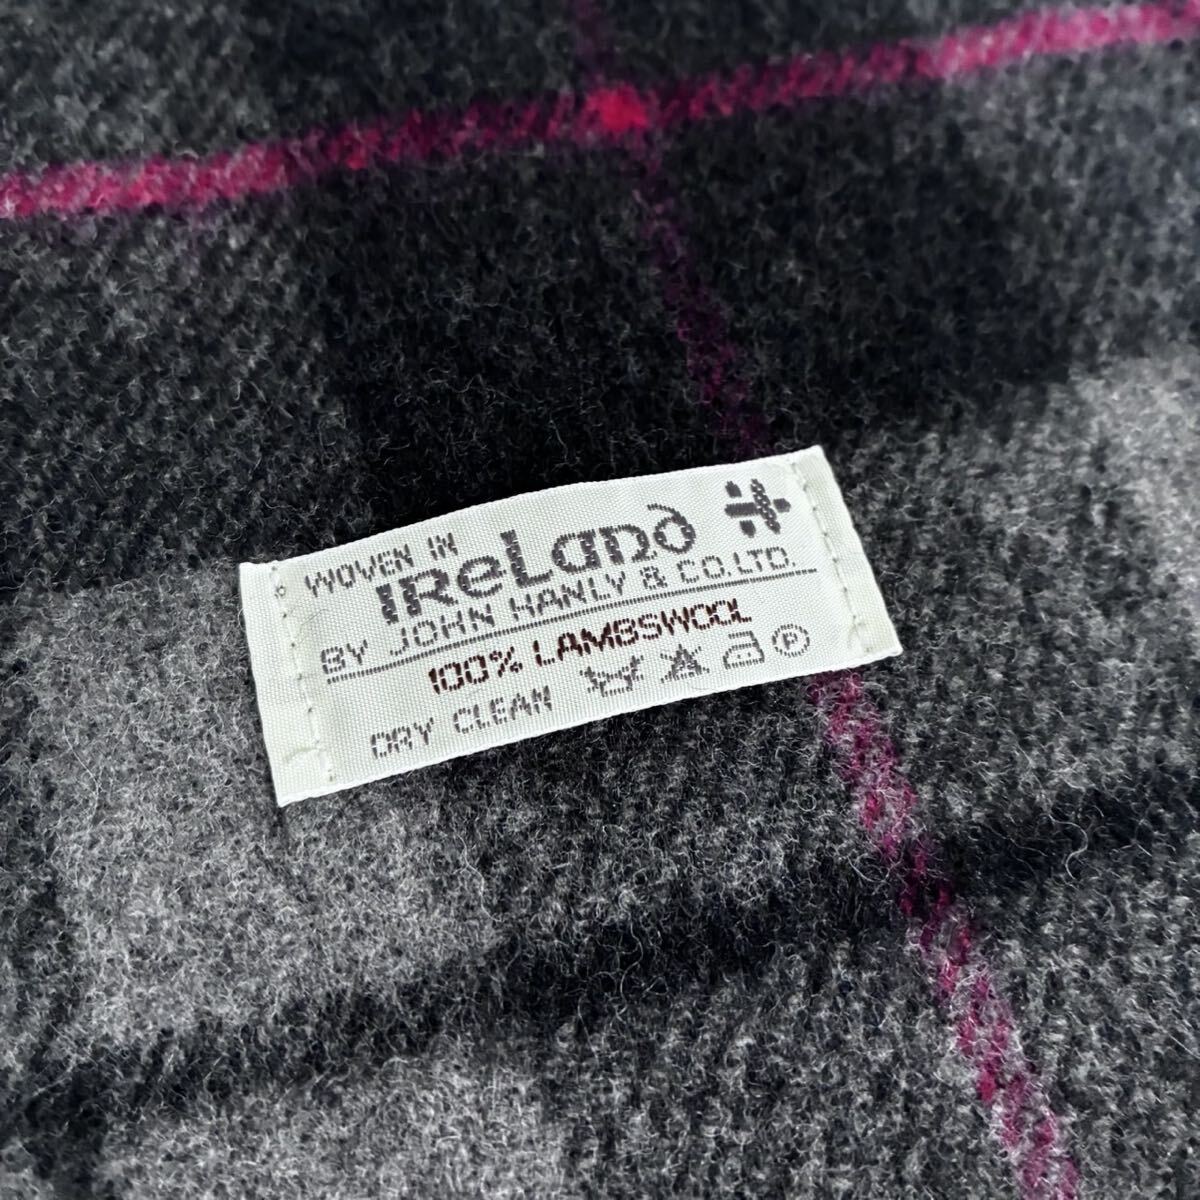 WOVEN IN
IReLanD
BY JOHN HANLY & CO.LTD.
100% LAMBSWOOL
DRY CLEAN P